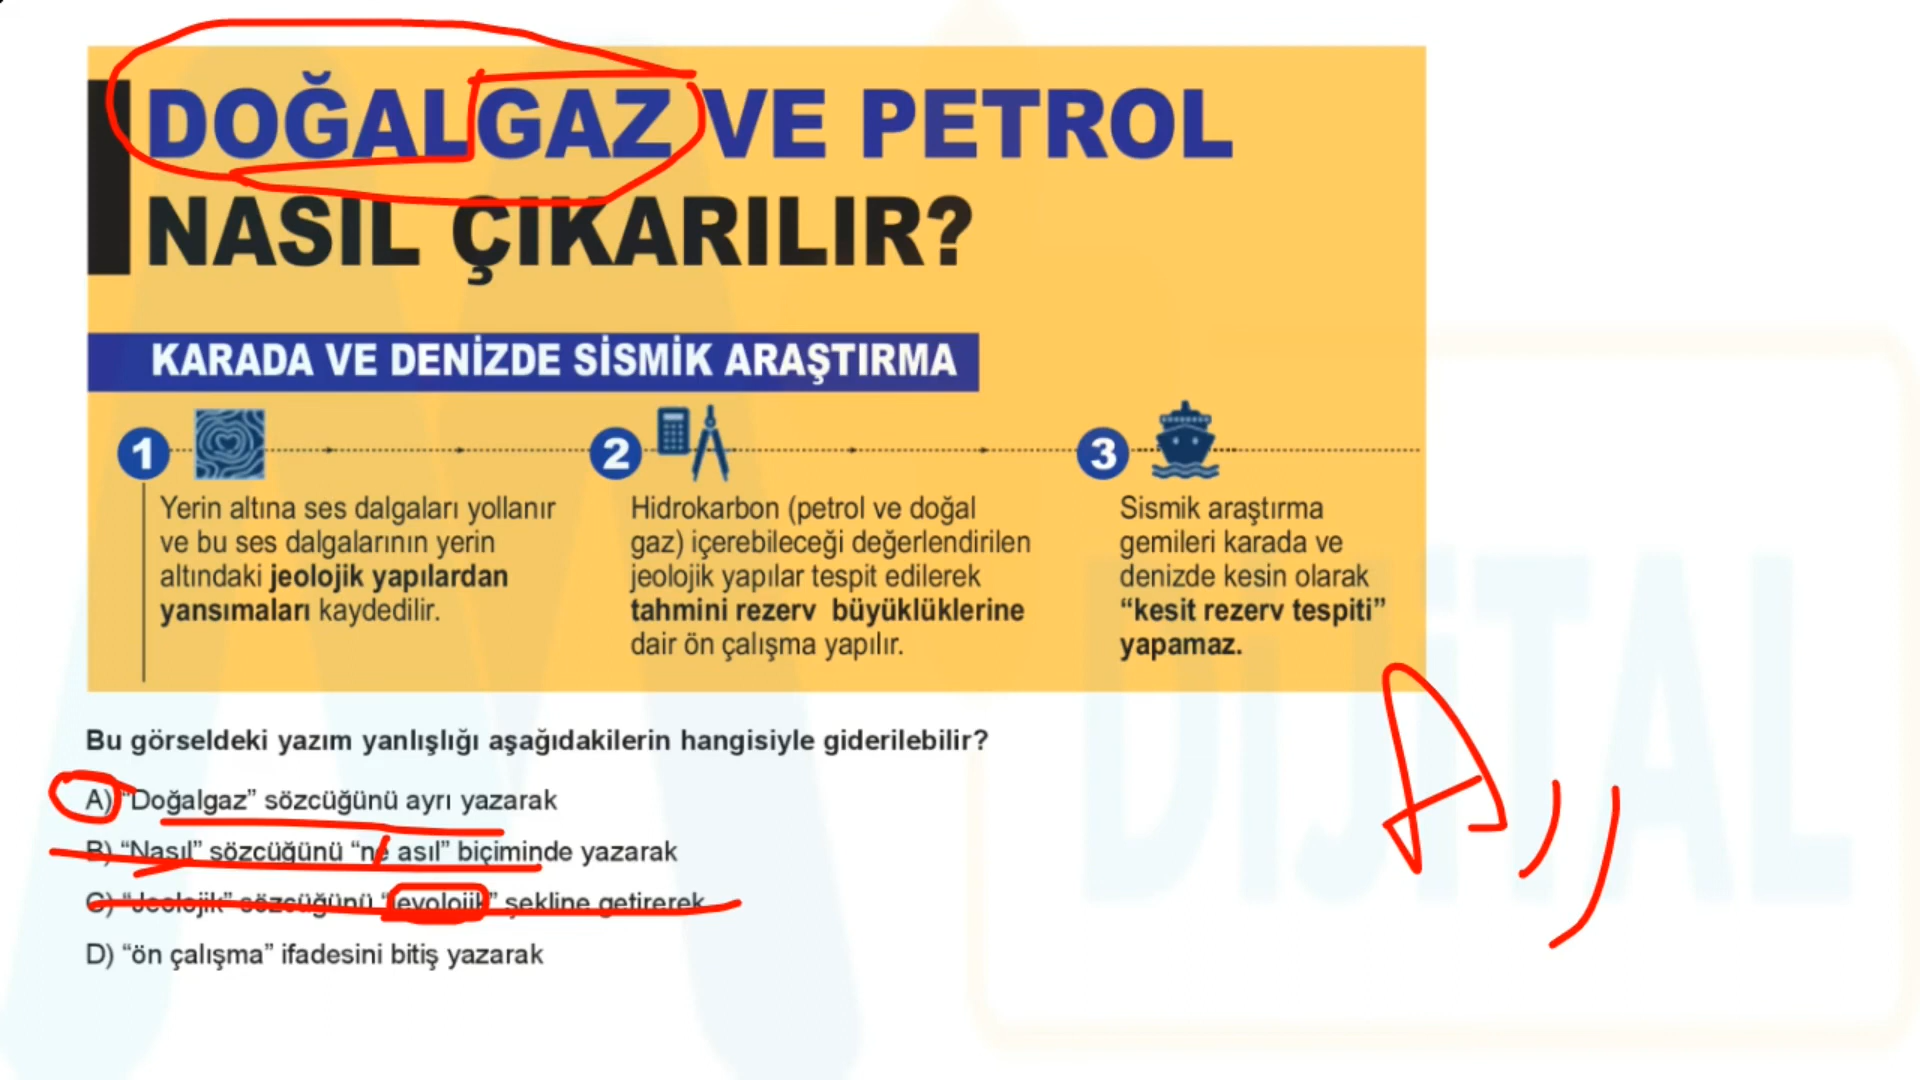 DOĞALGAZ VE PETROL
NASIL ÇIKARILIR?
KARADA VE DENİZDE SİSMİK ARAŞTIRMA
1
Yerin altına ses dalgaları yollanır
ve bu ses dalgalarının yerin
altındaki jeolojik yapılardan
yansımaları kaydedilir.
2
Hidrokarbon (petrol ve doğal
gaz) içerebileceği değerlendirilen
jeolojik yapılar tespit edilerek
tahmini rezerv büyüklüklerine
dair ön çalışma yapılır.
3
Sismik araştırma
gemileri karada ve
denizde kesin olarak
“kesit rezerv tespiti”
yapamaz.
Bu görseldeki yazım yanlışlığı aşağıdakilerin hangisiyle giderilebilir?
A) “Doğalgaz” sözcüğünü ayrı yazarak
B) “Nasıl” sözcüğünü “ne asıl” biçiminde yazarak
C) “Jeolojik” sözcüğünü “jeyolojik” şekline getirerek
D) “ön çalışma” ifadesini bitiş yazarak
A
DİJİTAL